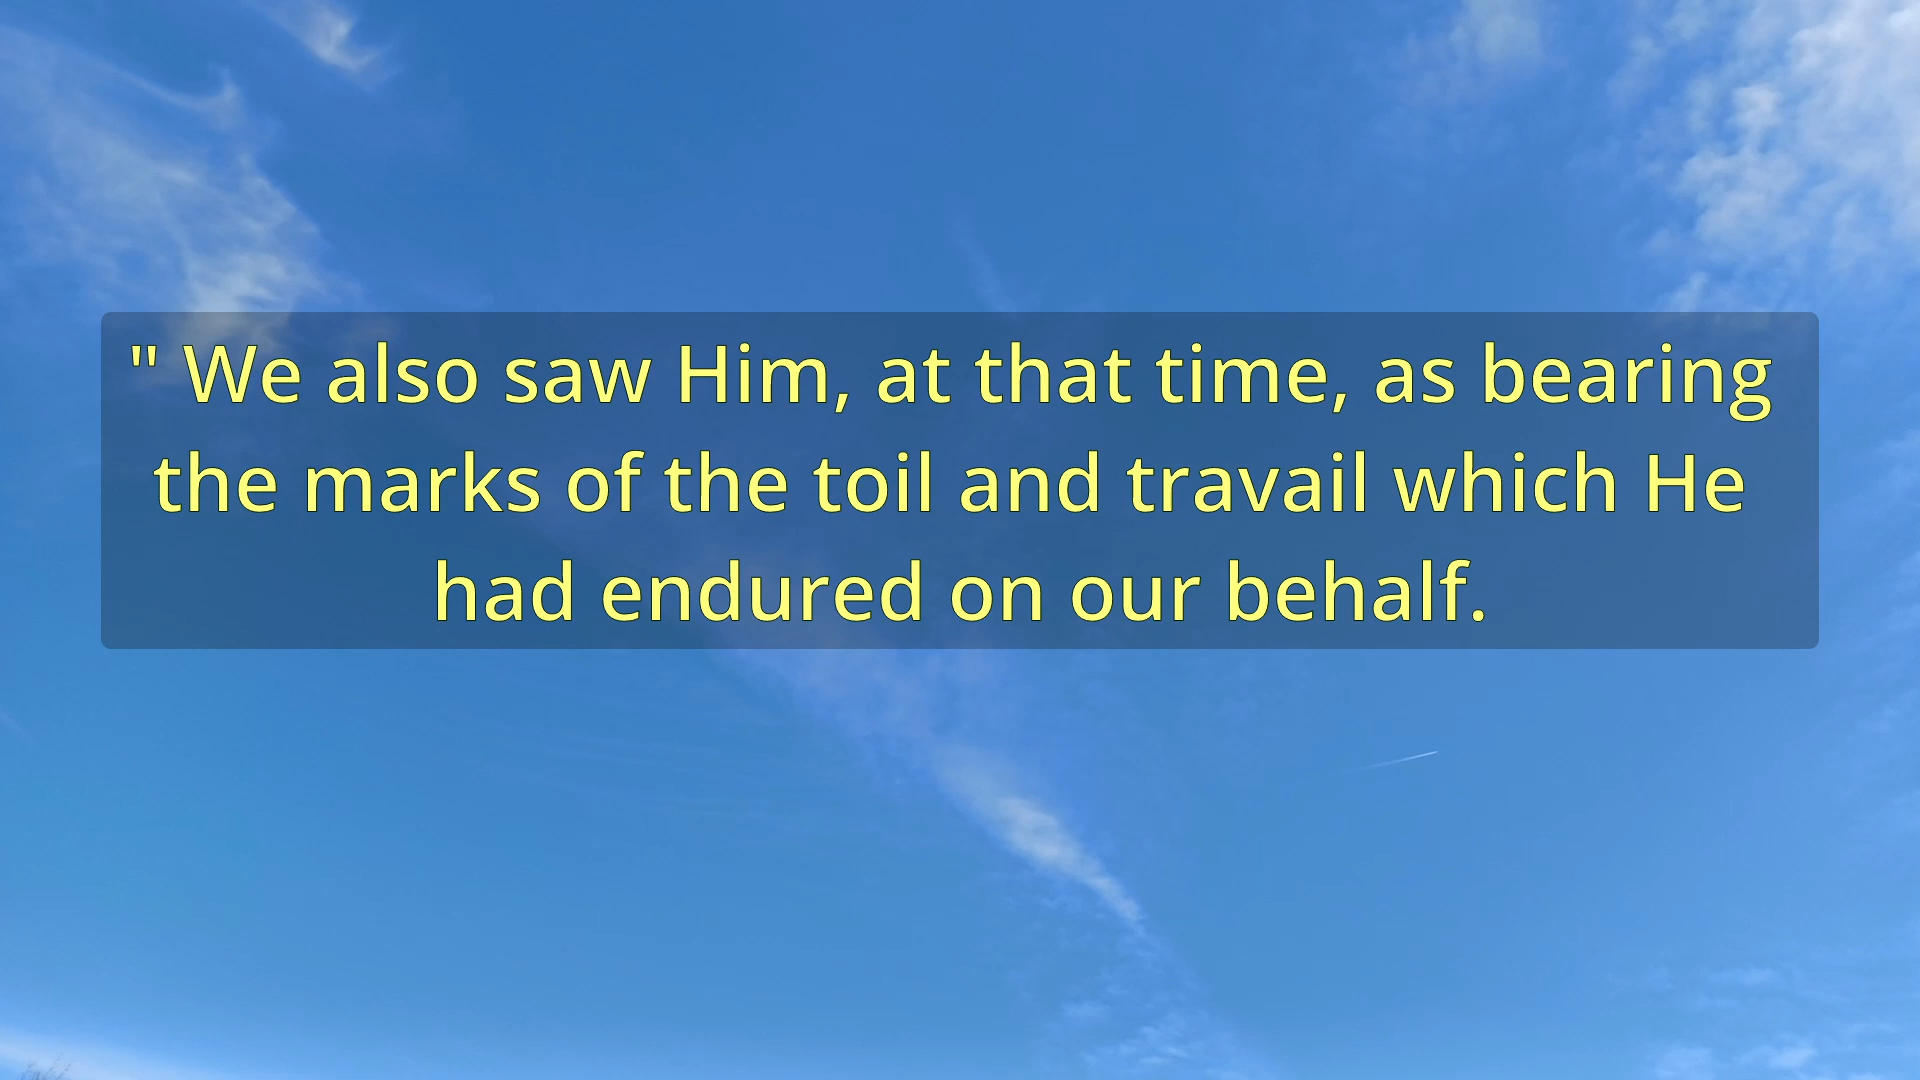 " We also saw Him, at that time, as bearing
the marks of the toil and travail which He
had endured on our behalf.